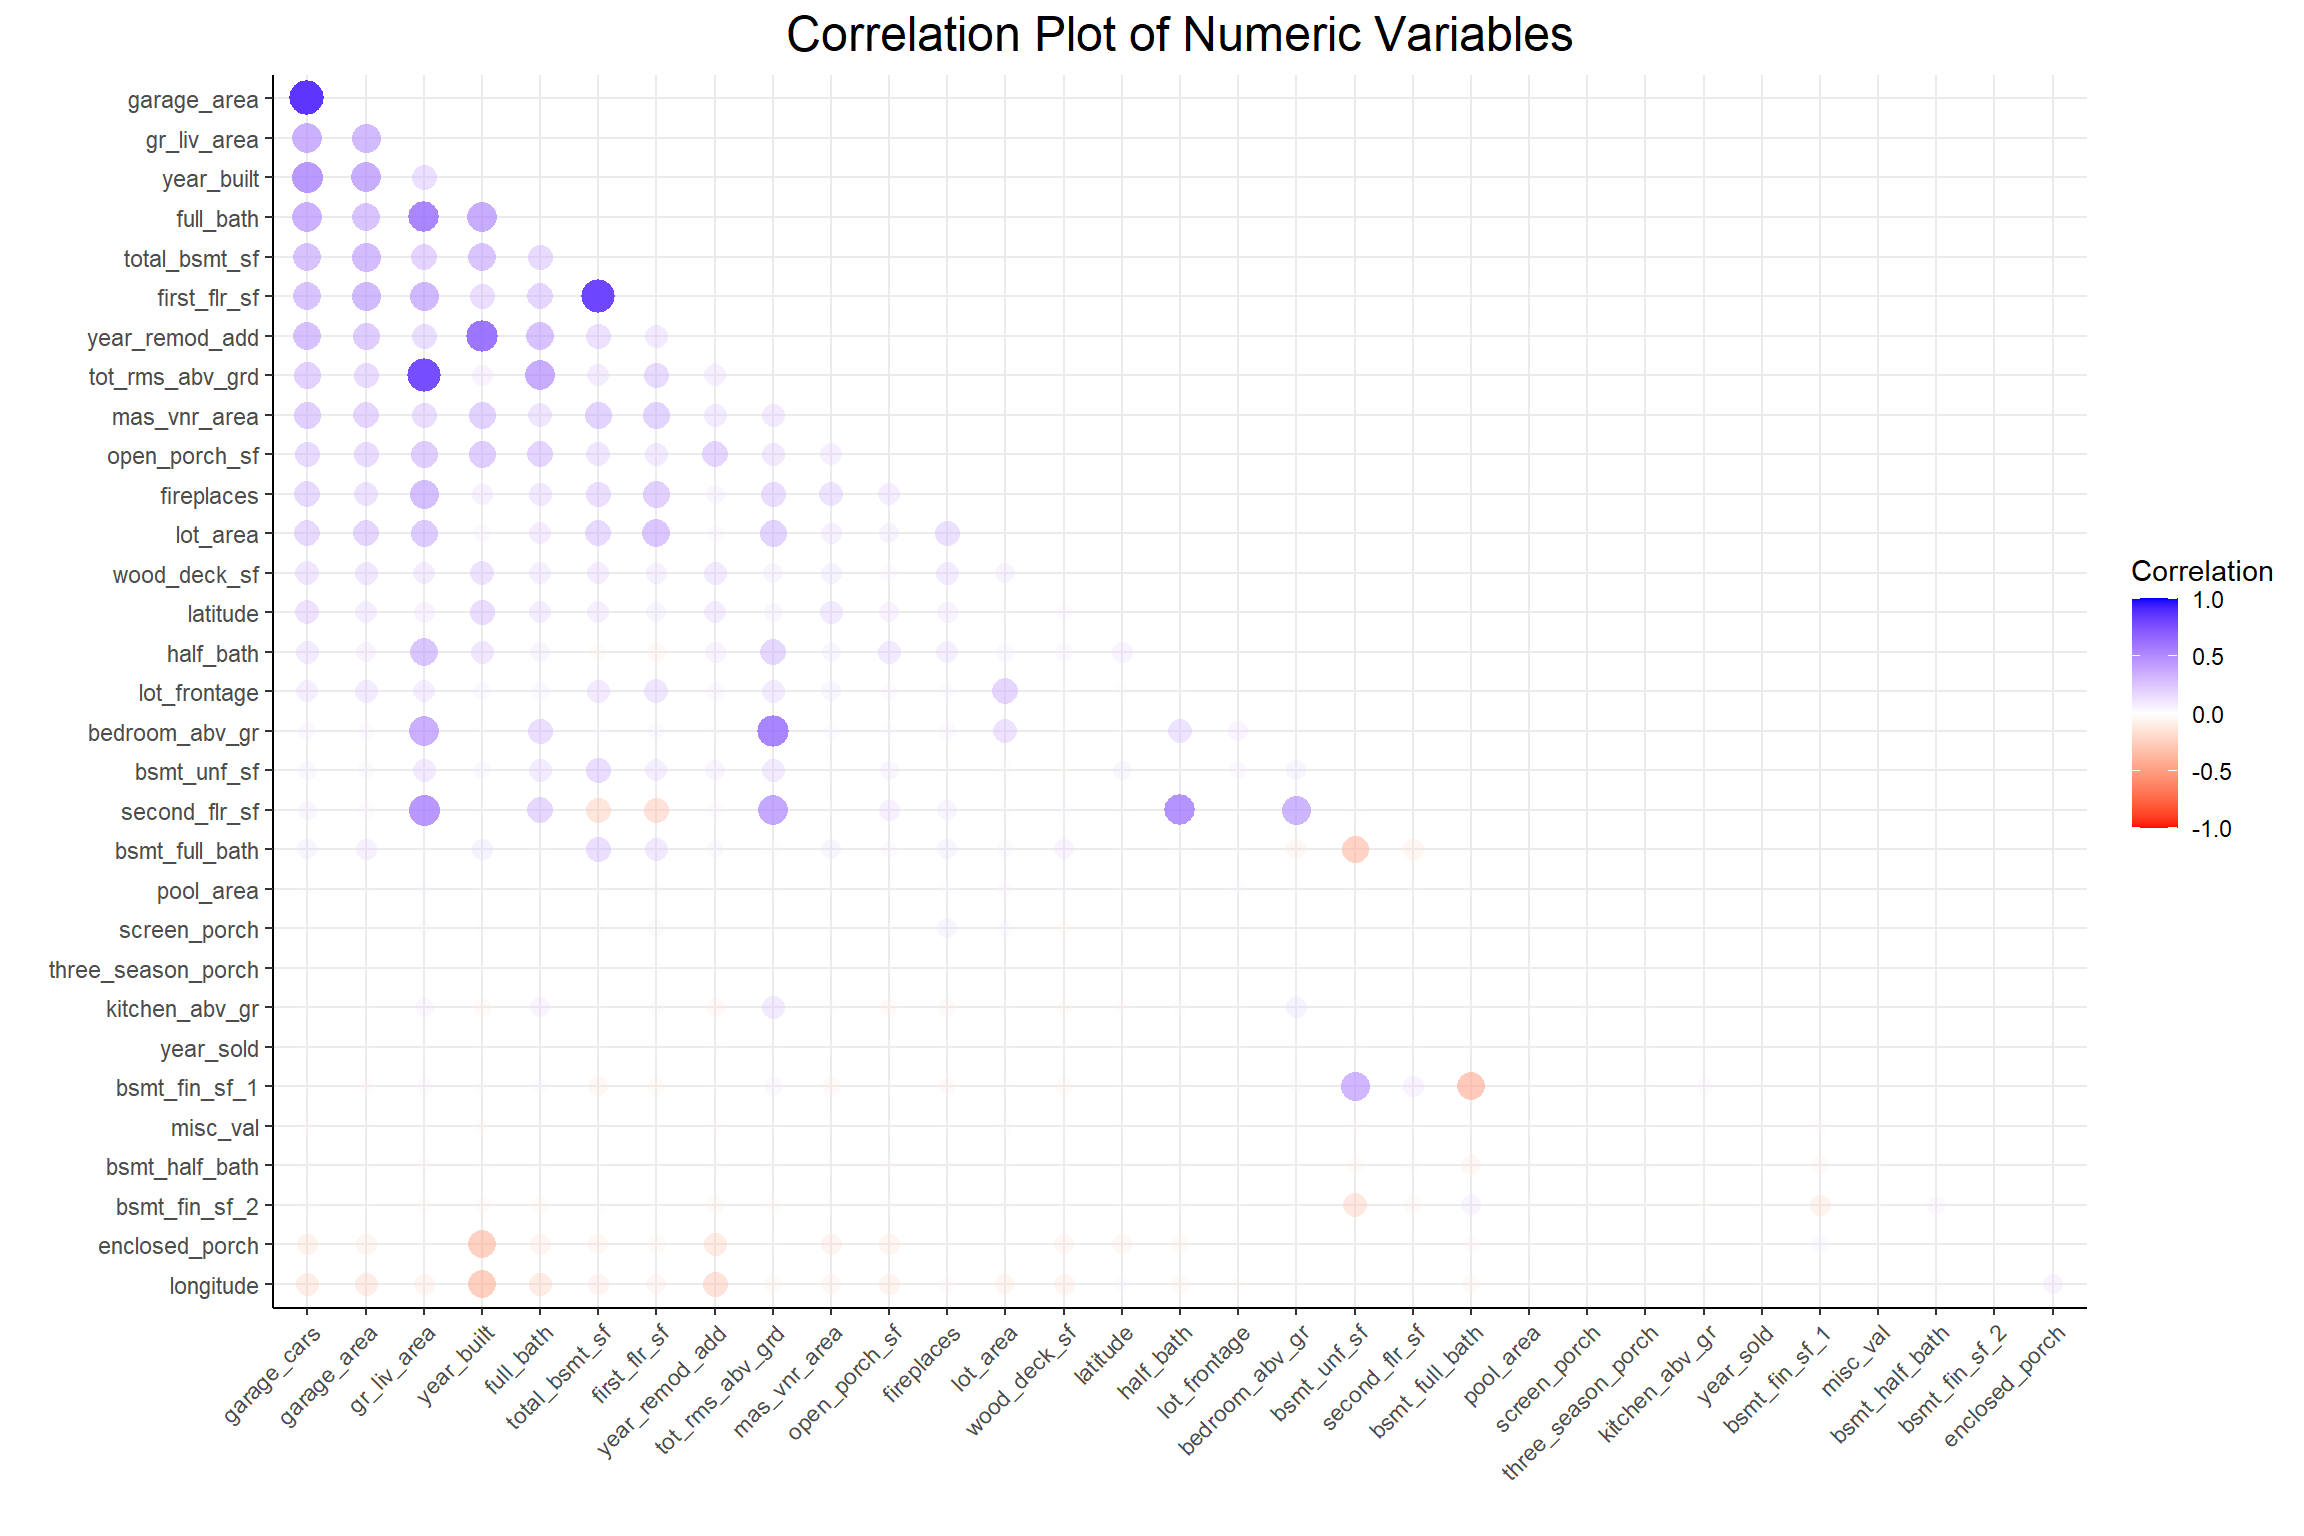 Correlation Plot of Numeric Variables
garage_area
gr_liv_area
year_built
full_bath
total_bsmt_sf
first_flr_sf
year_remod_add
tot_rms_abv_grd
mas_vnr_area
open_porch_sf
fireplaces
lot_area
wood_deck_sf
latitude
half_bath
lot_frontage
bedroom_abv_gr
bsmt_unf_sf
second_flr_sf
bsmt_full_bath
pool_area
screen_porch
three_season_porch
kitchen_abv_gr
year_sold
bsmt_fin_sf_1
misc_val
bsmt_half_bath
bsmt_fin_sf_2
enclosed_porch
longitude
garage_cars
garage_area
gr_liv_area
year_built
full_bath
total_bsmt_sf
first_flr_sf
year_remod_add
tot_rms_abv_grd
mas_vnr_area
open_porch_sf
fireplaces
lot_area
wood_deck_sf
latitude
half_bath
lot_frontage
bedroom_abv_gr
bsmt_unf_sf
second_flr_sf
bsmt_full_bath
pool_area
screen_porch
three_season_porch
kitchen_abv_gr
year_sold
bsmt_fin_sf_1
misc_val
bsmt_half_bath
bsmt_fin_sf_2
enclosed_porch
Correlation
1.0
0.5
0.0
-0.5
-1.0